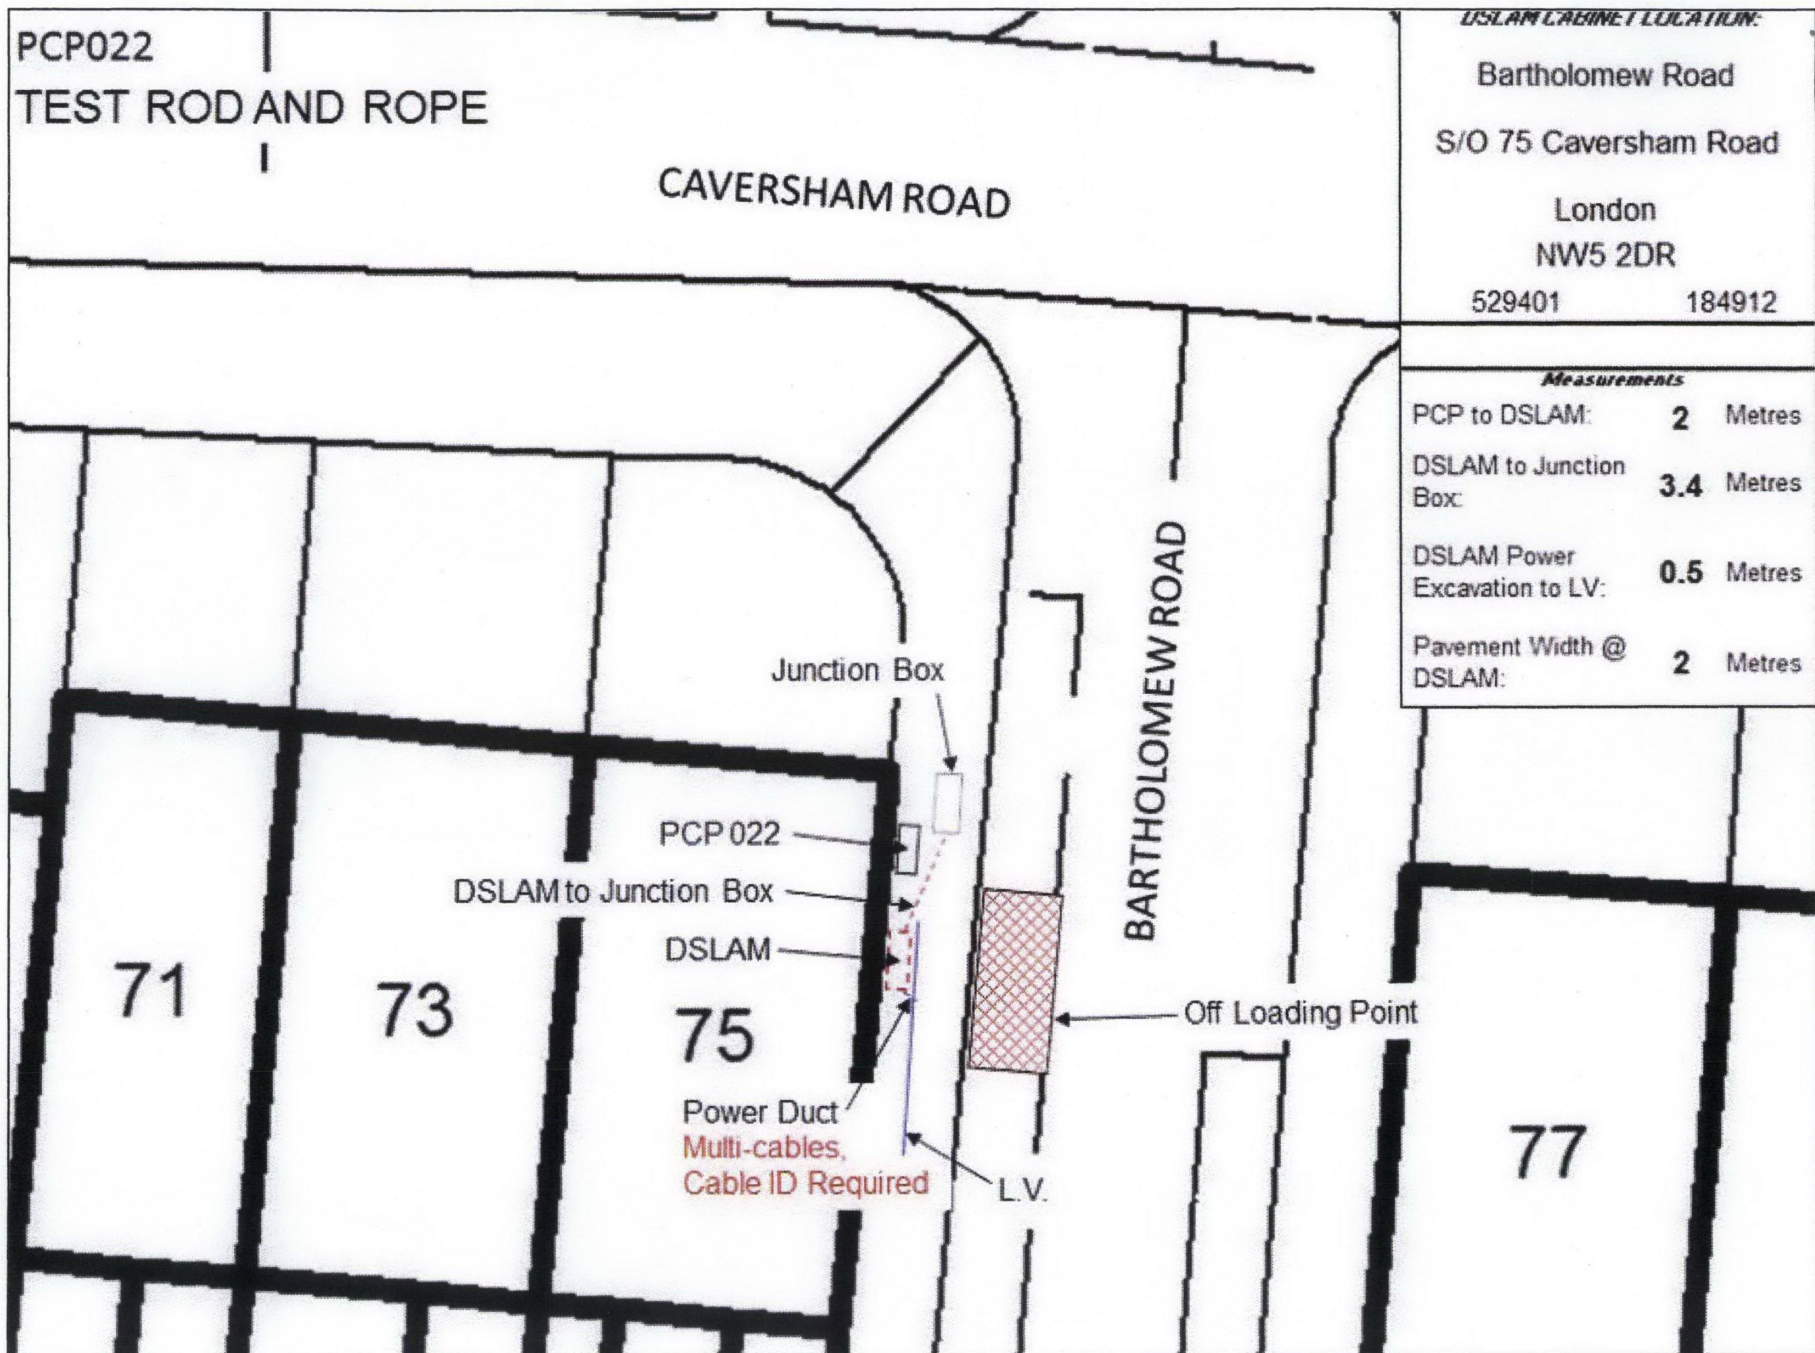 PCP022
TEST ROD AND ROPE
CAVERSHAM ROAD
DSLAM CABINET LOCATION:
Bartholomew Road
S/O 75 Caversham Road
London
NW5 2DR
529401 184912
Measurements
PCP to DSLAM: 2 Metres
DSLAM to Junction
Box: 3.4 Metres
DSLAM Power
Excavation to LV: 0.5 Metres
Pavement Width @
DSLAM: 2 Metres
BARTHOLOMEW ROAD
Junction Box
PCP 022
DSLAM to Junction Box
DSLAM
71
73
75
Off Loading Point
Power Duct
Multi-cables,
Cable ID Required
L.V.
77